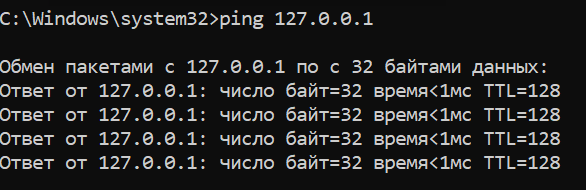 C:\Windows\system32>ping 127.0.0.1
Обмен пакетами с 127.0.0.1 по с 32 байтами данных:
Ответ от 127.0.0.1: число байт=32 время<1мс TTL=128
Ответ от 127.0.0.1: число байт=32 время<1мс TTL=128
Ответ от 127.0.0.1: число байт=32 время<1мс TTL=128
Ответ от 127.0.0.1: число байт=32 время<1мс TTL=128